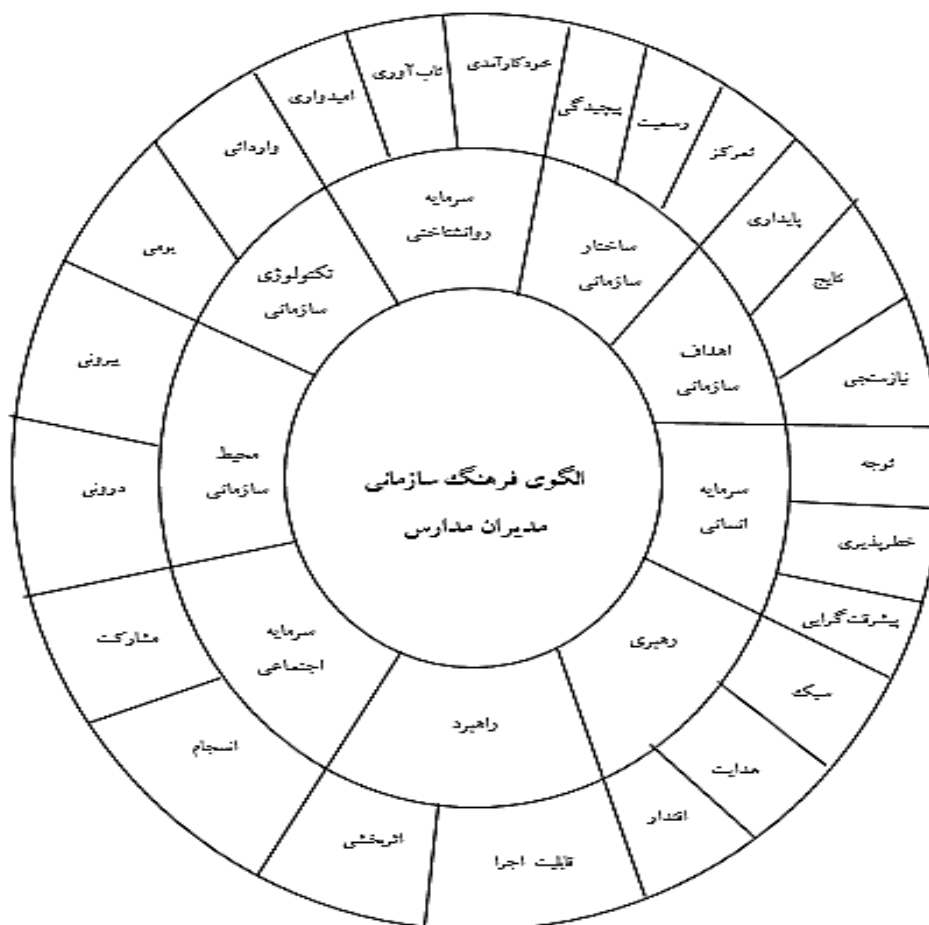 الگوی فرهنگ سازمانی
مدیران مدارس
سرمایه
روانشناختی
ساختار
سازمانی
اهداف
سازمانی
سرمایه
انسانی
رهبری
راهبرد
سرمایه
اجتماعی
محیط
سازمانی
تکنولوژی
سازمانی
خودکارآمدی
تاب‌آوری
امیدواری
پیچیدگی
رسمیت
تمرکز
پایداری
نتایج
نیازسنجی
توجه
خطرپذیری
پیشرفت‌گرایی
سبک
هدایت
اقتدار
قابلیت اجرا
اثربخشی
انسجام
مشارکت
درونی
بیرونی
بومی
وارداتی